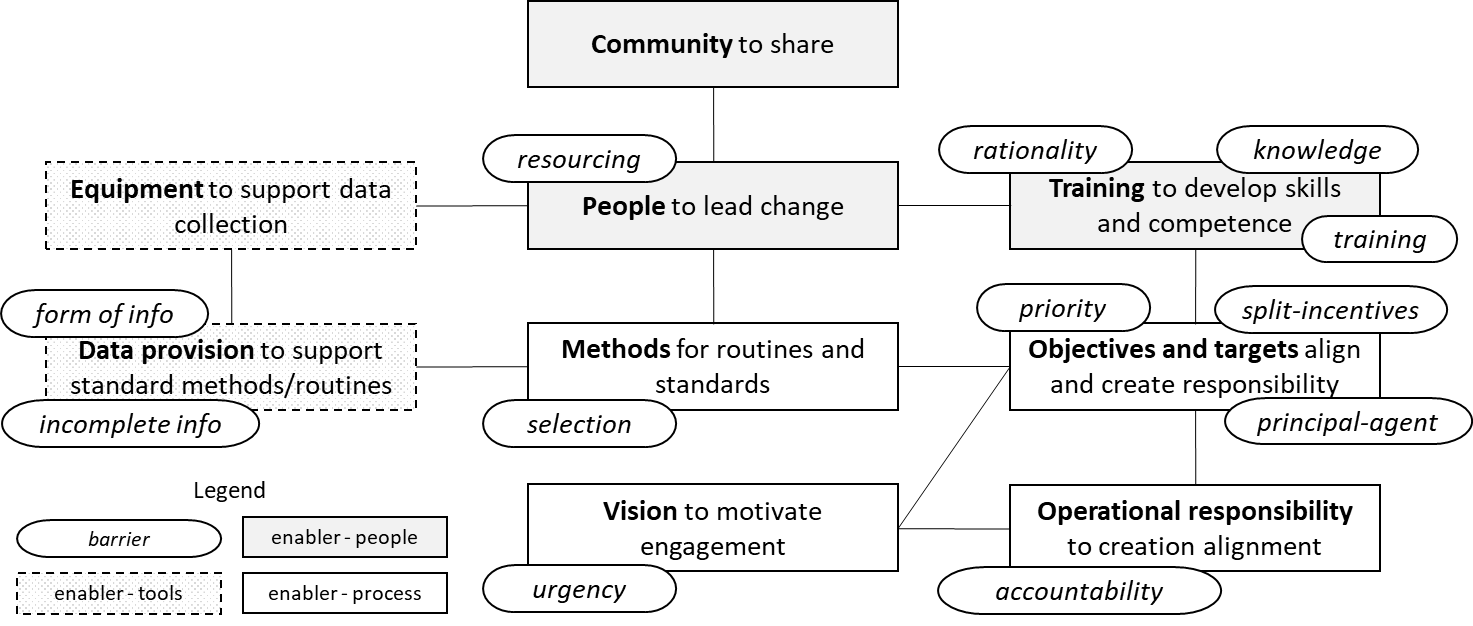 Community to share
resourcing
rationality
knowledge
Equipment to support data
collection
People to lead change
Training to develop skills
and competence
training
form of info
priority
split-incentives
Data provision to support
standard methods/routines
Methods for routines and
standards
Objectives and targets align
and create responsibility
incomplete info
selection
principal-agent
Legend
barrier
enabler - people
enabler - tools
enabler - process
Vision to motivate
engagement
Operational responsibility
to creation alignment
urgency
accountability